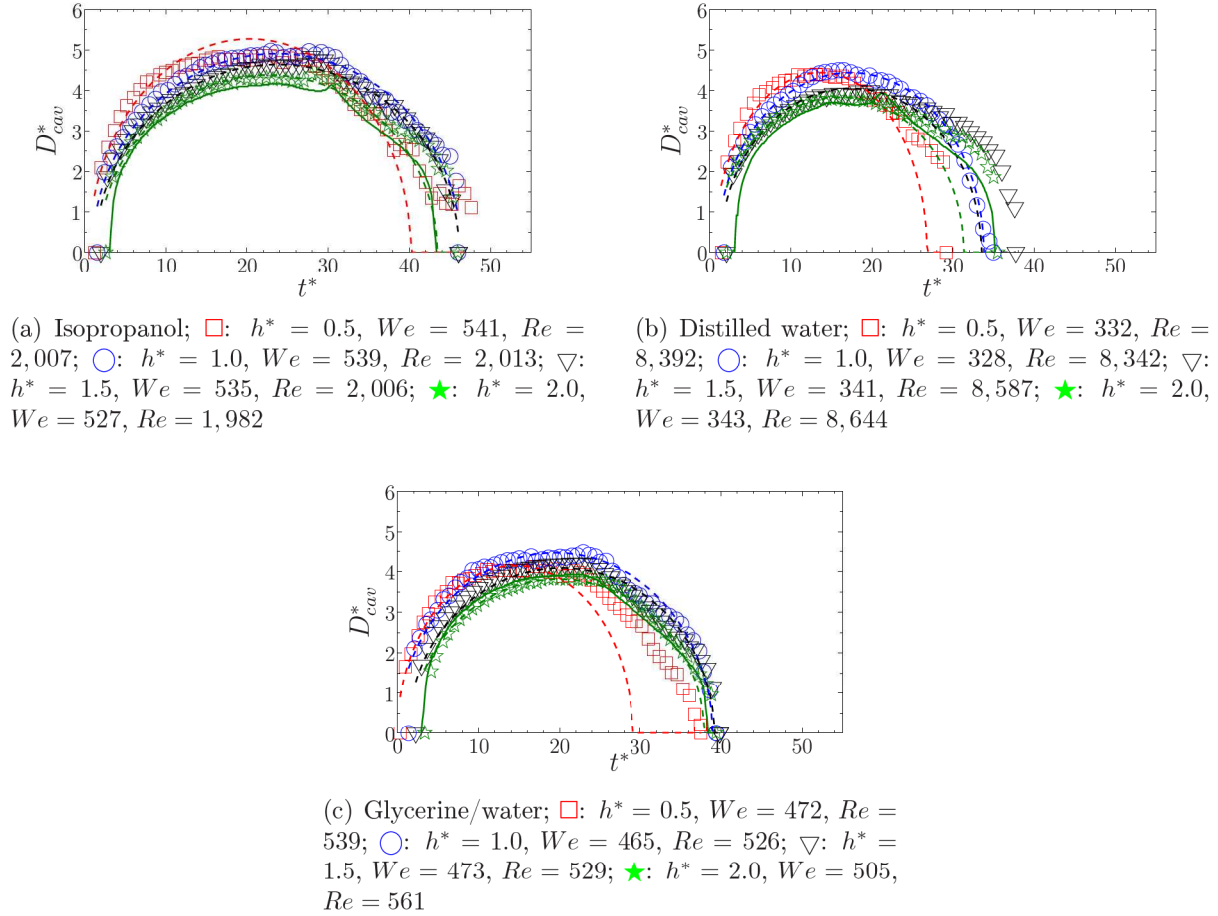 6
5
4
3
2
1
0
D*cav
0 10 20 30 40 50
t*
6
5
4
3
2
1
0
D*cav
0 10 20 30 40 50
t*
(a) Isopropanol; □: h* = 0.5, We = 541, Re =
2,007; ○: h* = 1.0, We = 539, Re = 2,013; ▽:
h* = 1.5, We = 535, Re = 2,006; ★: h* = 2.0,
We = 527, Re = 1,982
(b) Distilled water; □: h* = 0.5, We = 332, Re =
8,392; ○: h* = 1.0, We = 328, Re = 8,342; ▽:
h* = 1.5, We = 341, Re = 8,587; ★: h* = 2.0,
We = 343, Re = 8,644
6
5
4
3
2
1
0
D*cav
0 10 20 30 40 50
t*
(c) Glycerine/water; □: h* = 0.5, We = 472, Re =
539; ○: h* = 1.0, We = 465, Re = 526; ▽: h* =
1.5, We = 473, Re = 529; ★: h* = 2.0, We = 505,
Re = 561